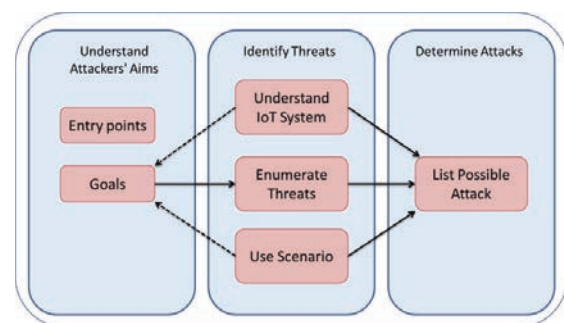 Understand
Attackers' Aims
Entry points
Goals
Identify Threats
Understand
IoT System
Enumerate
Threats
Use Scenario
Determine Attacks
List Possible
Attack